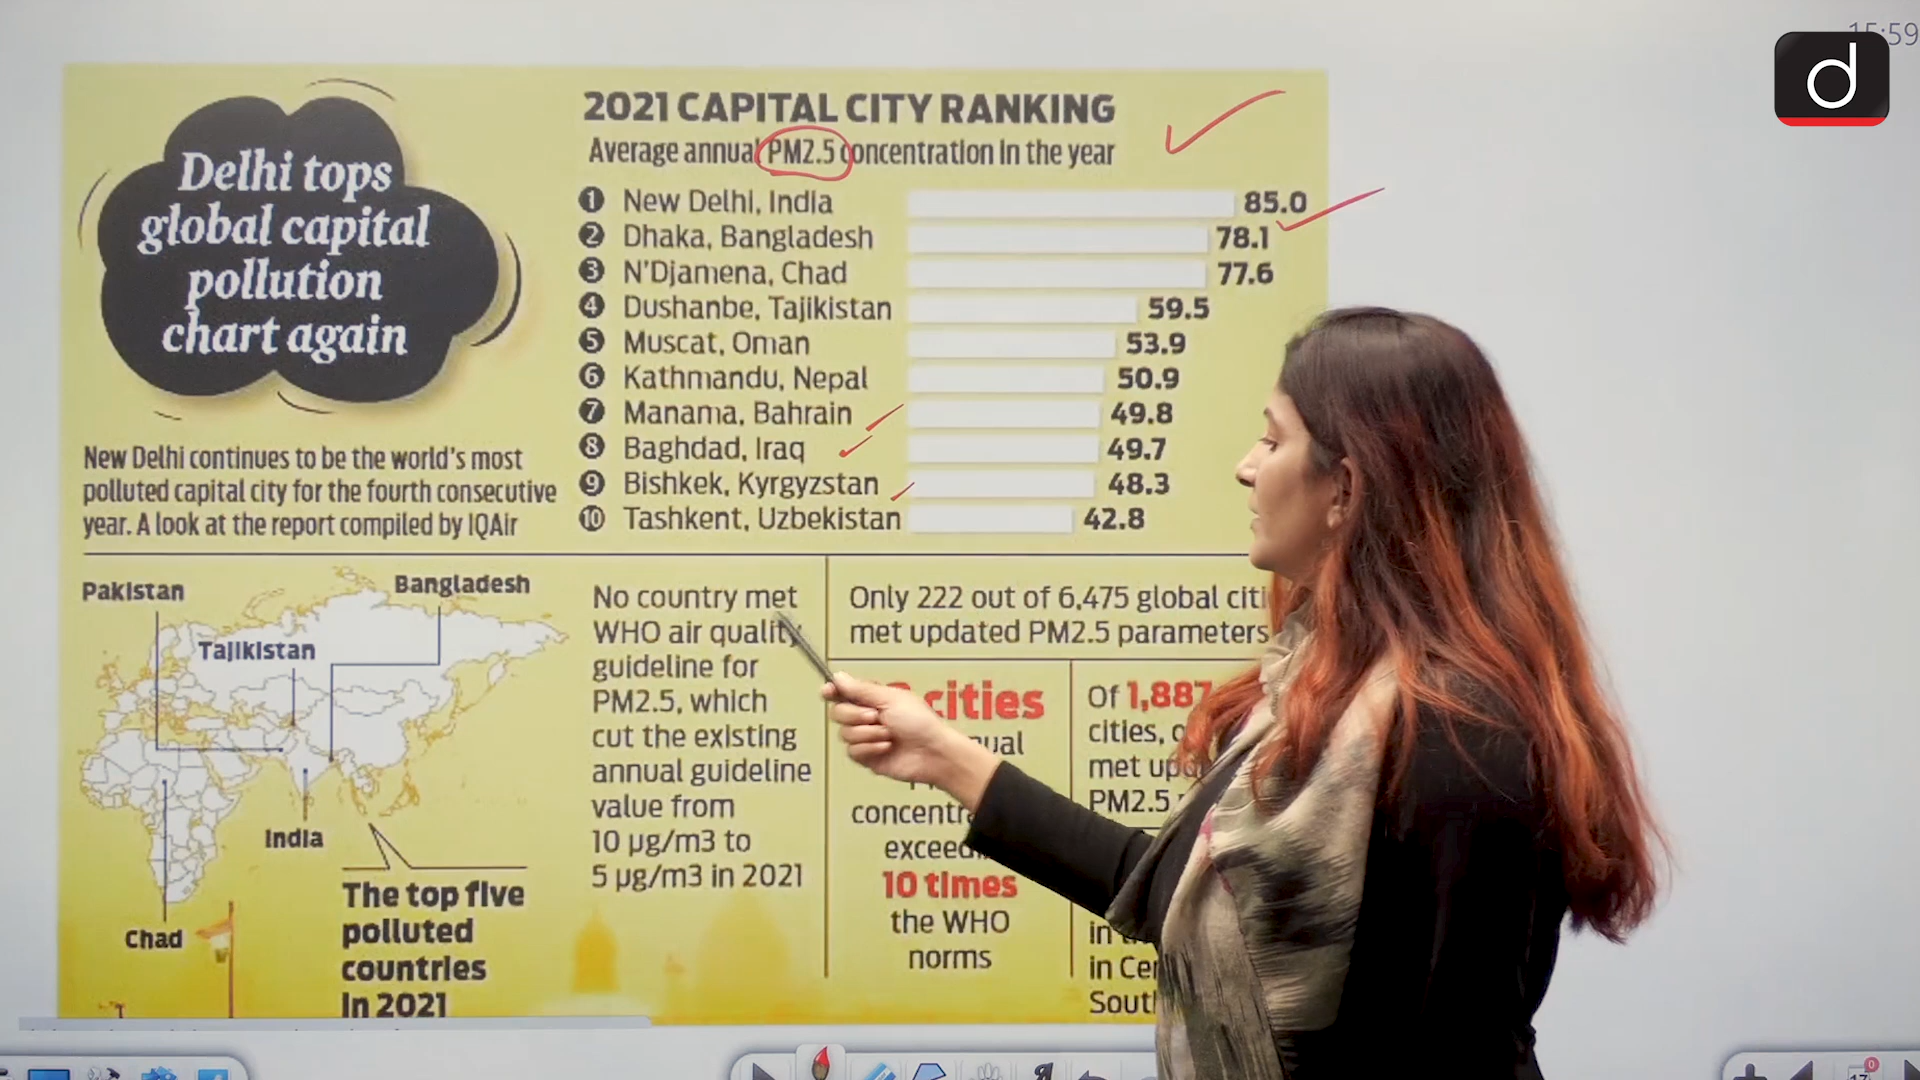 15:59
d
Delhi tops
global capital
pollution
chart again
New Delhi continues to be the world's most
polluted capital city for the fourth consecutive
year. A look at the report compiled by IQAir
2021 CAPITAL CITY RANKING
Average annual PM2.5 concentration in the year
1 New Delhi, India 85.0
2 Dhaka, Bangladesh 78.1
3 N'Djamena, Chad 77.6
4 Dushanbe, Tajikistan 59.5
5 Muscat, Oman 53.9
6 Kathmandu, Nepal 50.9
7 Manama, Bahrain 49.8
8 Baghdad, Iraq 49.7
9 Bishkek, Kyrgyzstan 48.3
10 Tashkent, Uzbekistan 42.8
Pakistan
Bangladesh
Tajikistan
India
Chad
The top five
polluted
countries
in 2021
No country met
WHO air quality
guideline for
PM2.5, which
cut the existing
annual guideline
value from
10 µg/m3 to
5 µg/m3 in 2021
Only 222 out of 6,475 global citi
met updated PM2.5 parameters
cities
concentr
exceed
10 times
the WHO
norms
Of 1,887
cities,
met upd
PM2.5
in
in Cen
South